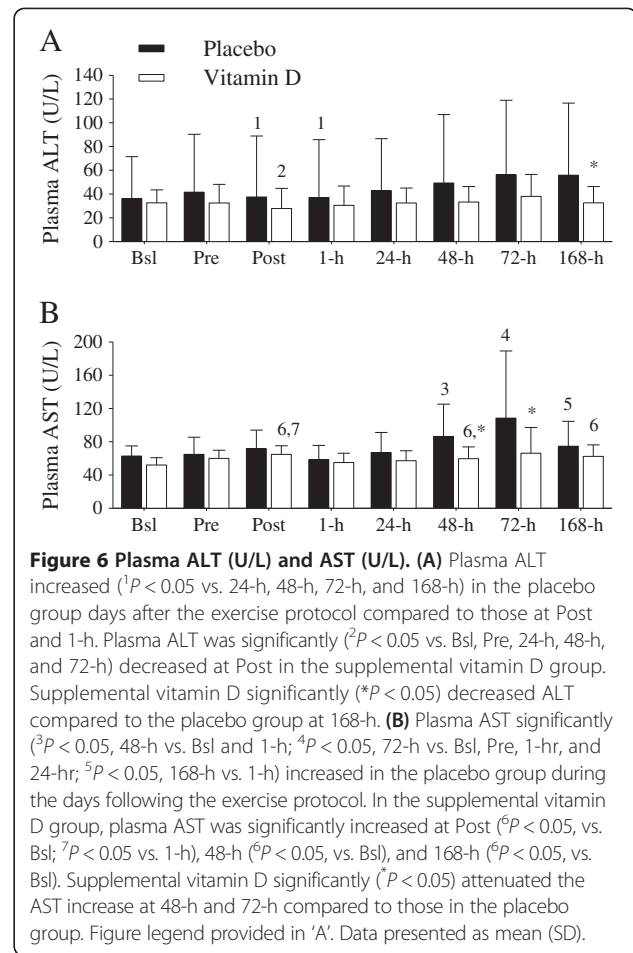 A
Placebo
Vitamin D
Plasma ALT (U/L)
140
120
100
80
60
40
20
0
1
2
1
*
Bsl Pre Post 1-h 24-h 48-h 72-h 168-h
B
Plasma AST (U/L)
200
160
120
80
40
0
6,7
3
6,*
4
*
5
6
Bsl Pre Post 1-h 24-h 48-h 72-h 168-h
Figure 6 Plasma ALT (U/L) and AST (U/L). (A) Plasma ALT
increased (¹P < 0.05 vs. 24-h, 48-h, 72-h, and 168-h) in the placebo
group days after the exercise protocol compared to those at Post
and 1-h. Plasma ALT was significantly (²P < 0.05 vs. Bsl, Pre, 24-h, 48-h,
and 72-h) decreased at Post in the supplemental vitamin D group.
Supplemental vitamin D significantly (*P < 0.05) decreased ALT
compared to the placebo group at 168-h. (B) Plasma AST significantly
(³P < 0.05, 48-h vs. Bsl and 1-h; ⁴P < 0.05, 72-h vs. Bsl, Pre, 1-hr, and
24-hr; ⁵P < 0.05, 168-h vs. 1-h) increased in the placebo group during
the days following the exercise protocol. In the supplemental vitamin
D group, plasma AST was significantly increased at Post (⁶P < 0.05, vs.
Bsl; ⁷P < 0.05 vs. 1-h), 48-h (⁶P < 0.05, vs. Bsl), and 168-h (⁶P < 0.05, vs.
Bsl). Supplemental vitamin D significantly (*P < 0.05) attenuated the
AST increase at 48-h and 72-h compared to those in the placebo
group. Figure legend provided in ‘A’. Data presented as mean (SD).